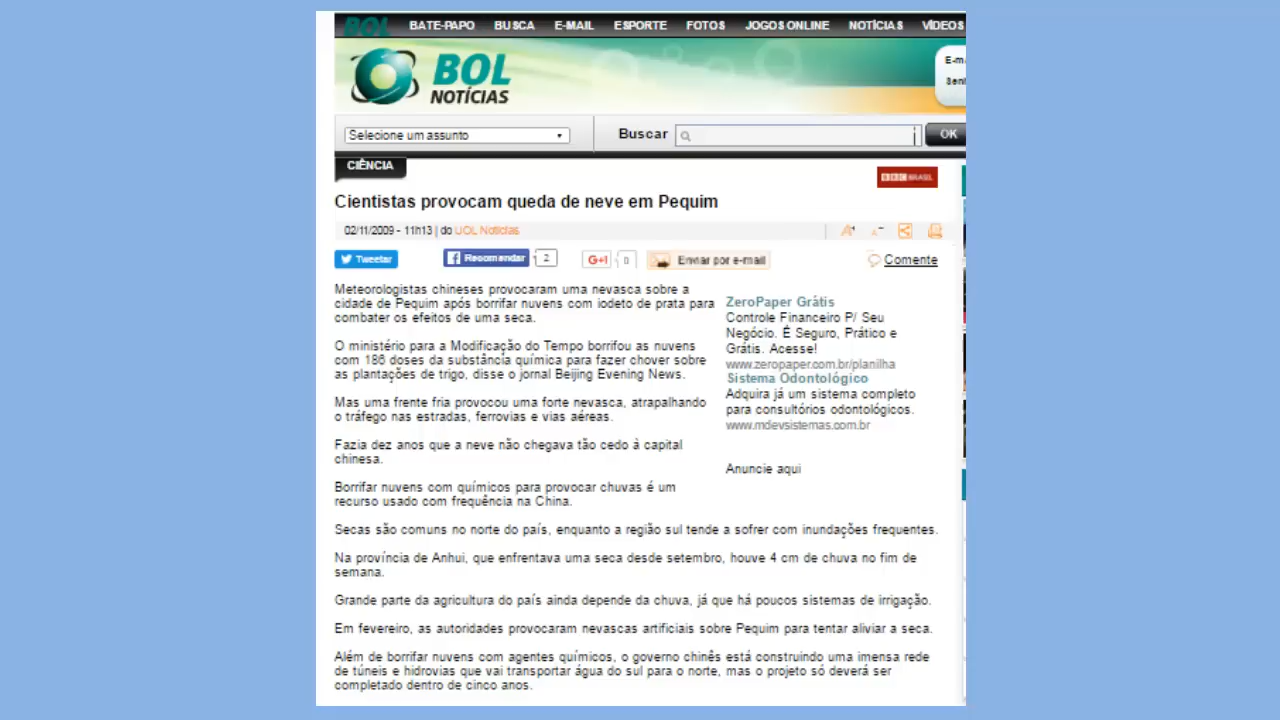 BOL BATE-PAPO BUSCA E-MAIL ESPORTE FOTOS JOGOS ONLINE NOTÍCIAS VÍDEOS
BOL
NOTÍCIAS
Selecione um assunto
Buscar
OK
CIÊNCIA
BBC BRASIL
Cientistas provocam queda de neve em Pequim
02/11/2009 - 11h13 | do UOL Notícias
A+
A-
Tweetar
Recomendar 2
G+1 0
Enviar por e-mail
Comente
Meteorologistas chineses provocaram uma nevasca sobre a
cidade de Pequim após borrifar nuvens com iodeto de prata para
combater os efeitos de uma seca.
O ministério para a Modificação do Tempo borrifou as nuvens
com 186 doses da substância química para fazer chover sobre
as plantações de trigo, disse o jornal Beijing Evening News.
Mas uma frente fria provocou uma forte nevasca, atrapalhando
o tráfego nas estradas, ferrovias e vias aéreas.
Fazia dez anos que a neve não chegava tão cedo à capital
chinesa.
Borrifar nuvens com químicos para provocar chuvas é um
recurso usado com frequência na China.
ZeroPaper Grátis
Controle Financeiro P/ Seu
Negócio. É Seguro, Prático e
Grátis. Acesse!
www.zeropaper.com.br/planilha
Sistema Odontológico
Adquira já um sistema completo
para consultórios odontológicos.
www.mdevsistemas.com.br
Anuncie aqui
Secas são comuns no norte do país, enquanto a região sul tende a sofrer com inundações frequentes.
Na província de Anhui, que enfrentava uma seca desde setembro, houve 4 cm de chuva no fim de
semana.
Grande parte da agricultura do país ainda depende da chuva, já que há poucos sistemas de irrigação.
Em fevereiro, as autoridades provocaram nevascas artificiais sobre Pequim para tentar aliviar a seca.
Além de borrifar nuvens com agentes químicos, o governo chinês está construindo uma imensa rede
de túneis e hidrovias que vai transportar água do sul para o norte, mas o projeto só deverá ser
completado dentro de cinco anos.